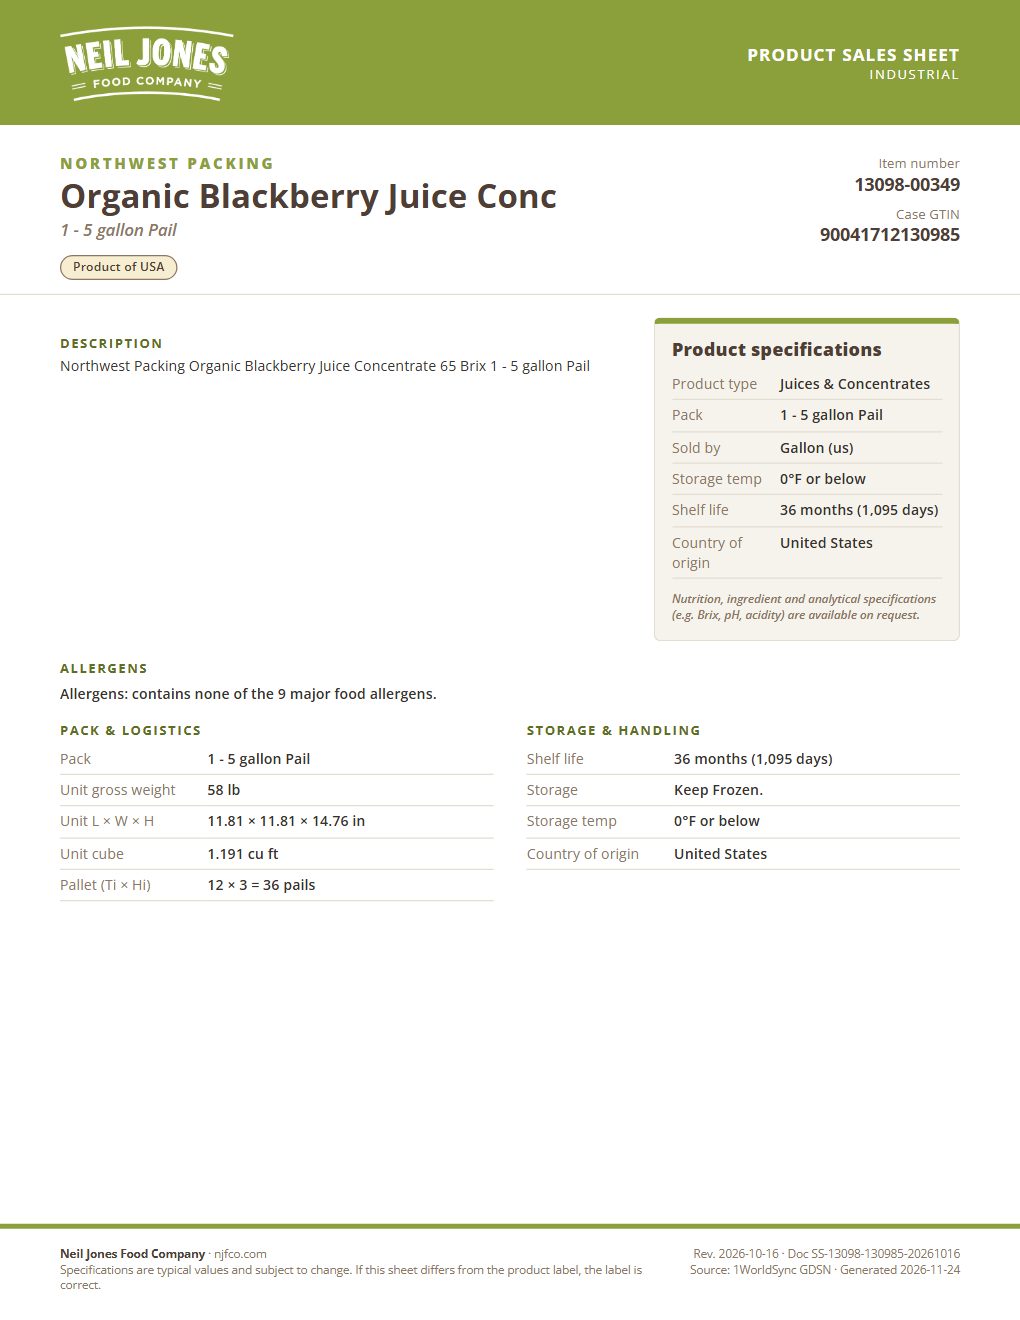 NEIL JONES
FOOD COMPANY
PRODUCT SALES SHEET
INDUSTRIAL
NORTHWEST PACKING
Organic Blackberry Juice Conc
1 - 5 gallon Pail
Product of USA
Item number
13098-00349
Case GTIN
90041712130985
DESCRIPTION
Northwest Packing Organic Blackberry Juice Concentrate 65 Brix 1 - 5 gallon Pail
Product specifications
Product type Juices & Concentrates
Pack 1 - 5 gallon Pail
Sold by Gallon (us)
Storage temp 0°F or below
Shelf life 36 months (1,095 days)
Country of United States
origin
Nutrition, ingredient and analytical specifications
(e.g. Brix, pH, acidity) are available on request.
ALLERGENS
Allergens: contains none of the 9 major food allergens.
PACK & LOGISTICS
Pack 1 - 5 gallon Pail
Unit gross weight 58 lb
Unit L × W × H 11.81 × 11.81 × 14.76 in
Unit cube 1.191 cu ft
Pallet (Ti × Hi) 12 × 3 = 36 pails
STORAGE & HANDLING
Shelf life 36 months (1,095 days)
Storage Keep Frozen.
Storage temp 0°F or below
Country of origin United States
Neil Jones Food Company · njfco.com
Specifications are typical values and subject to change. If this sheet differs from the product label, the label is
correct.
Rev. 2026-10-16 · Doc SS-13098-130985-20261016
Source: 1WorldSync GDSN · Generated 2026-11-24